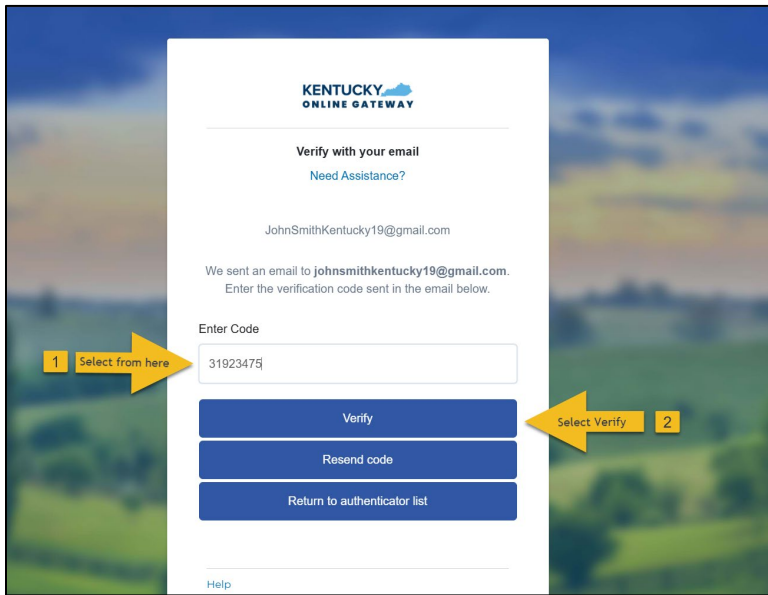 KENTUCKY
ONLINE GATEWAY
Verify with your email
Need Assistance?
JohnSmithKentucky19@gmail.com
We sent an email to johnsmithkentucky19@gmail.com.
Enter the verification code sent in the email below.
Enter Code
1 Select from here
31923475
Verify
Select Verify 2
Resend code
Return to authenticator list
Help